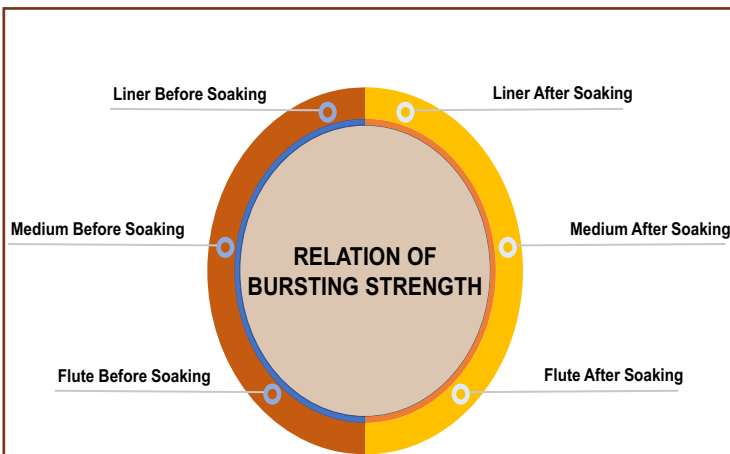 Liner Before Soaking
Liner After Soaking
Medium Before Soaking
Medium After Soaking
RELATION OF
BURSTING STRENGTH
Flute Before Soaking
Flute After Soaking